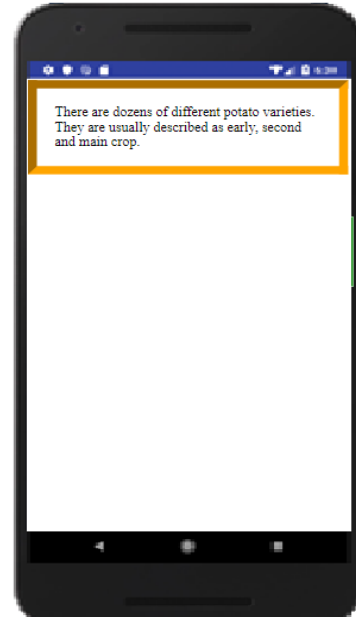 There are dozens of different potato varieties.
They are usually described as early, second
and main crop.